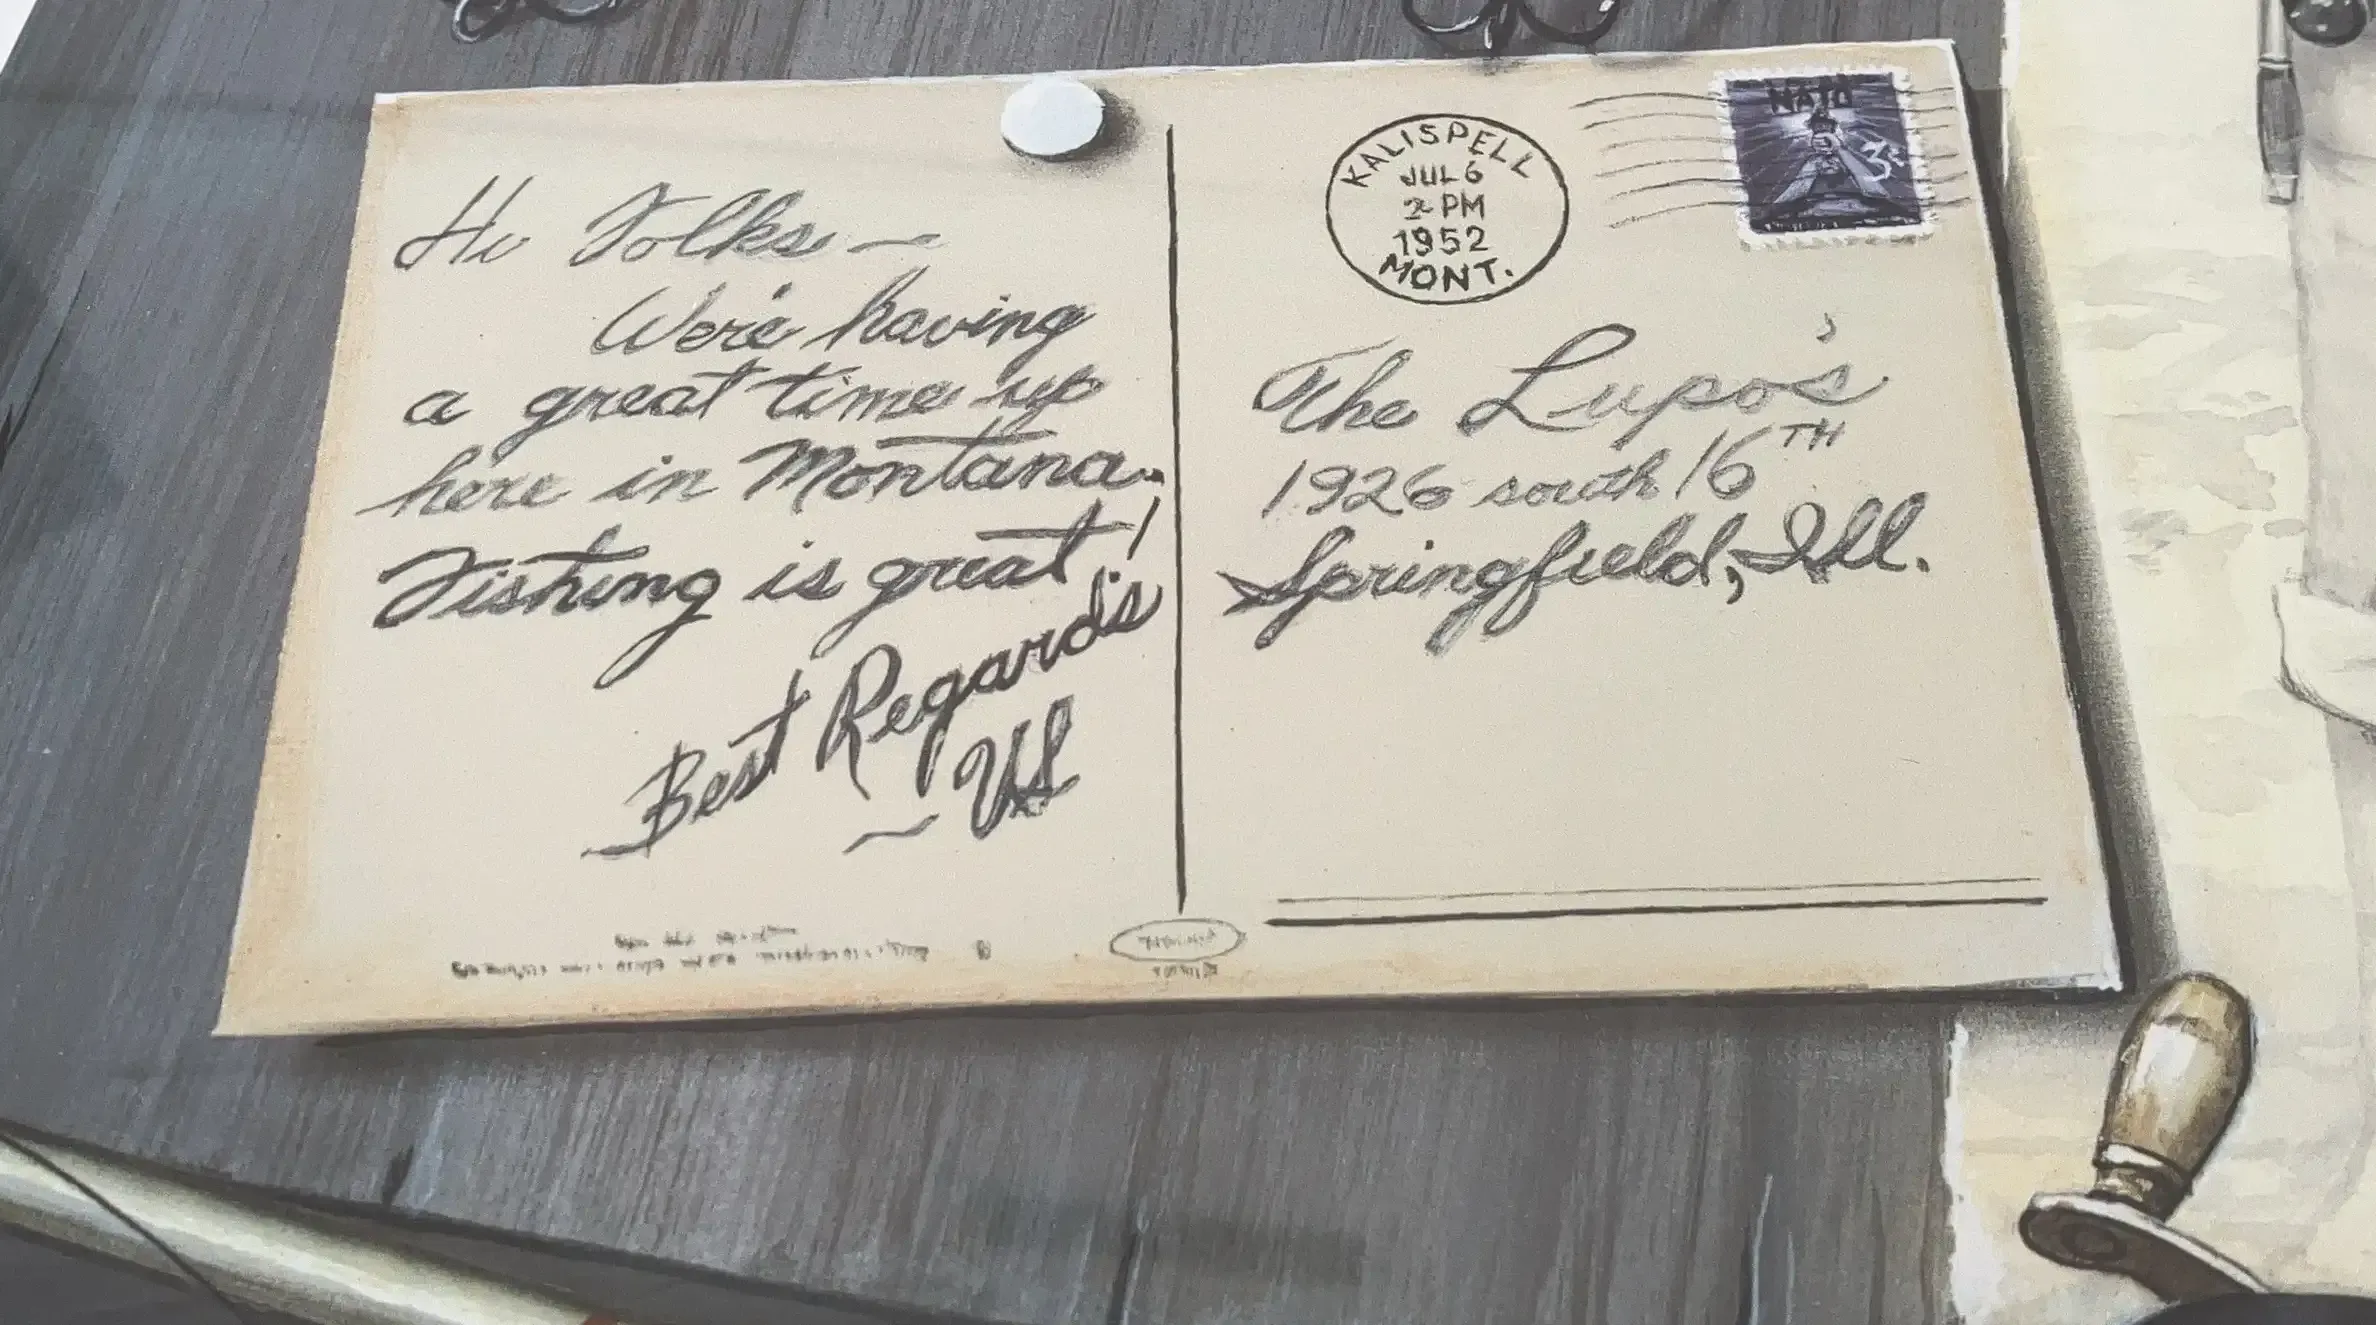 Hi Folks —
We're having
a great time up
here in Montana.
Fishing is great!
Best Regards
— Us
KALISPELL
JUL 6
2 PM
1952
MONT.
NATO
3¢
The Lupo's
1926 south 16TH
Springfield, Ill.